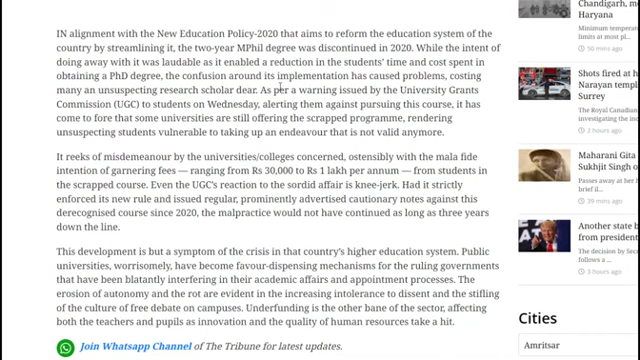 IN alignment with the New Education Policy-2020 that aims to reform the education system of the
country by streamlining it, the two-year MPhil degree was discontinued in 2020. While the intent of
doing away with it was laudable as it enabled a reduction in the students' time and cost spent in
obtaining a PhD degree, the confusion around its implementation has caused problems, costing
many an unsuspecting research scholar dear. As per a warning issued by the University Grants
Commission (UGC) to students on Wednesday, alerting them against pursuing this course, it has
come to fore that some universities are still offering the scrapped programme, rendering
unsuspecting students vulnerable to taking up an endeavour that is not valid anymore.
It reeks of misdemeanour by the universities/colleges concerned, ostensibly with the mala fide
intention of garnering fees — ranging from Rs 30,000 to Rs 1 lakh per annum — from students in
the scrapped course. Even the UGC's reaction to the sordid affair is knee-jerk. Had it strictly
enforced its new rule and issued regular, prominently advertised cautionary notes against this
derecognised course since 2020, the malpractice would not have continued as long as three years
down the line.
This development is but a symptom of the crisis in that country's higher education system. Public
universities, worrisomely, have become favour-dispensing mechanisms for the ruling governments
that have been blatantly interfering in their academic affairs and appointment processes. The
erosion of autonomy and the rot are evident in the increasing intolerance to dissent and the stifling
of the culture of free debate on campuses. Underfunding is the other bane of the sector, affecting
both the teachers and pupils as innovation and the quality of human resources take a hit.
Join Whatsapp Channel of The Tribune for latest updates.
Chandigarh, m
Haryana
Minimum temperat
limits at most pl...
50 mins ago
Shots fired at h
Narayan templ
Surrey
The Royal Canadian
investigating the inc
2 hours ago
Maharani Gita
Sukhjit Singh o
Passes away at her
brief il...
39 mins ago
Another state b
from president
The decision by Sec
follows a ...
3 hours ago
Cities
Amritsar